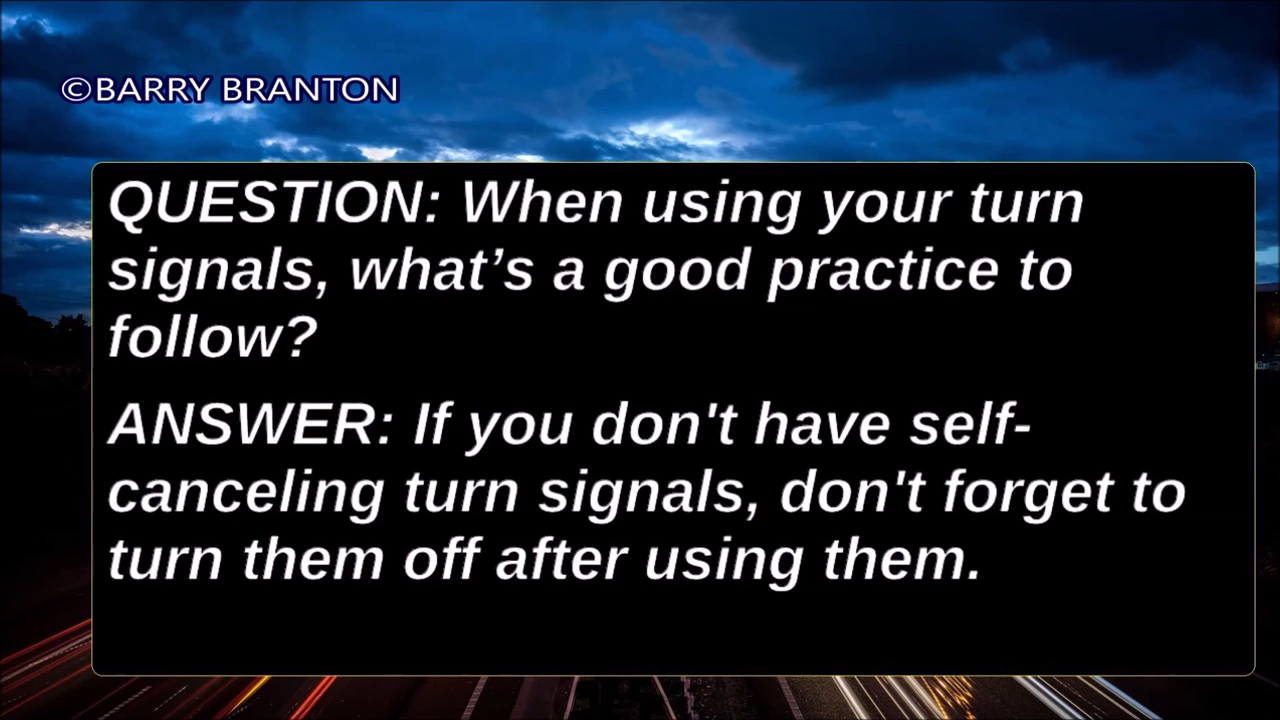 ©BARRY BRANTON
QUESTION: When using your turn
signals, what’s a good practice to
follow?
ANSWER: If you don't have self-
canceling turn signals, don't forget to
turn them off after using them.